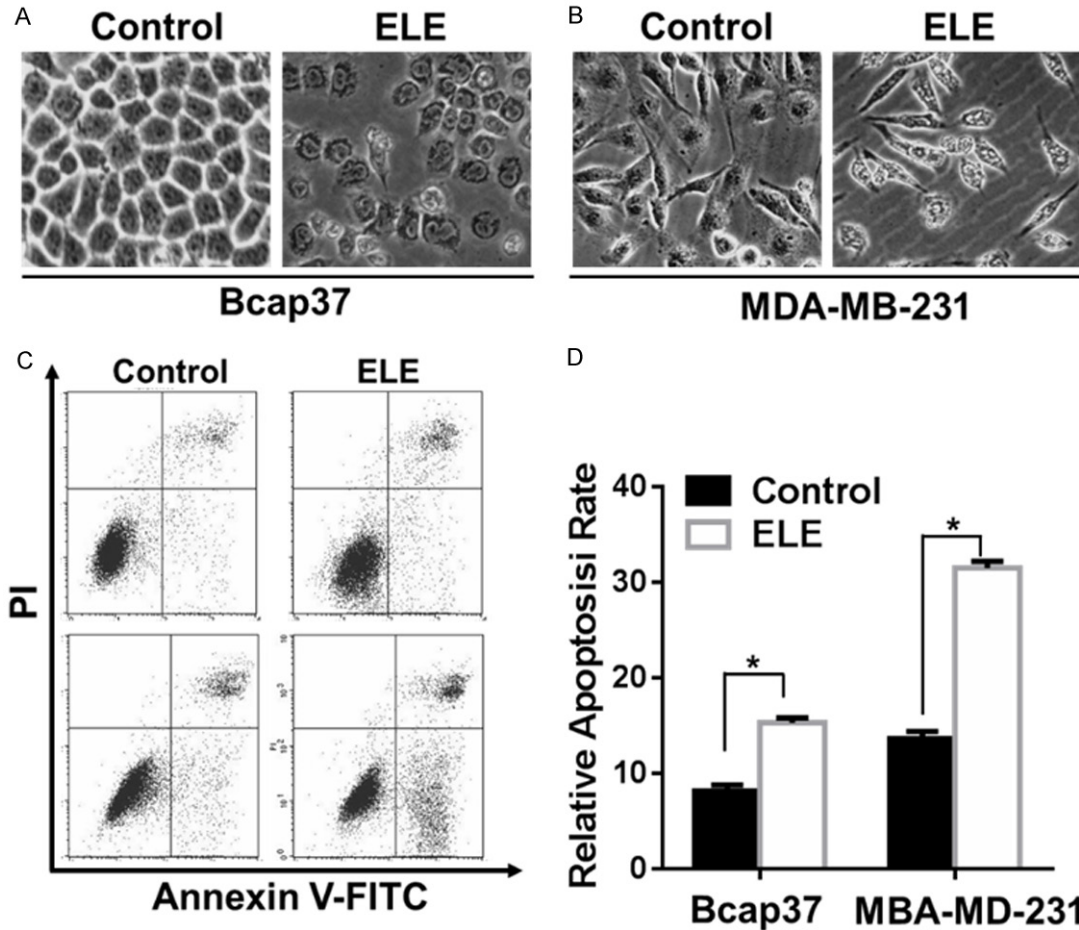 A
Control ELE
Bcap37
B
Control ELE
MDA-MB-231
C
Control ELE
PI
Annexin V-FITC
D
Control
ELE
Relative Apoptosisi Rate
40
30
20
10
0
*
*
Bcap37 MBA-MD-231